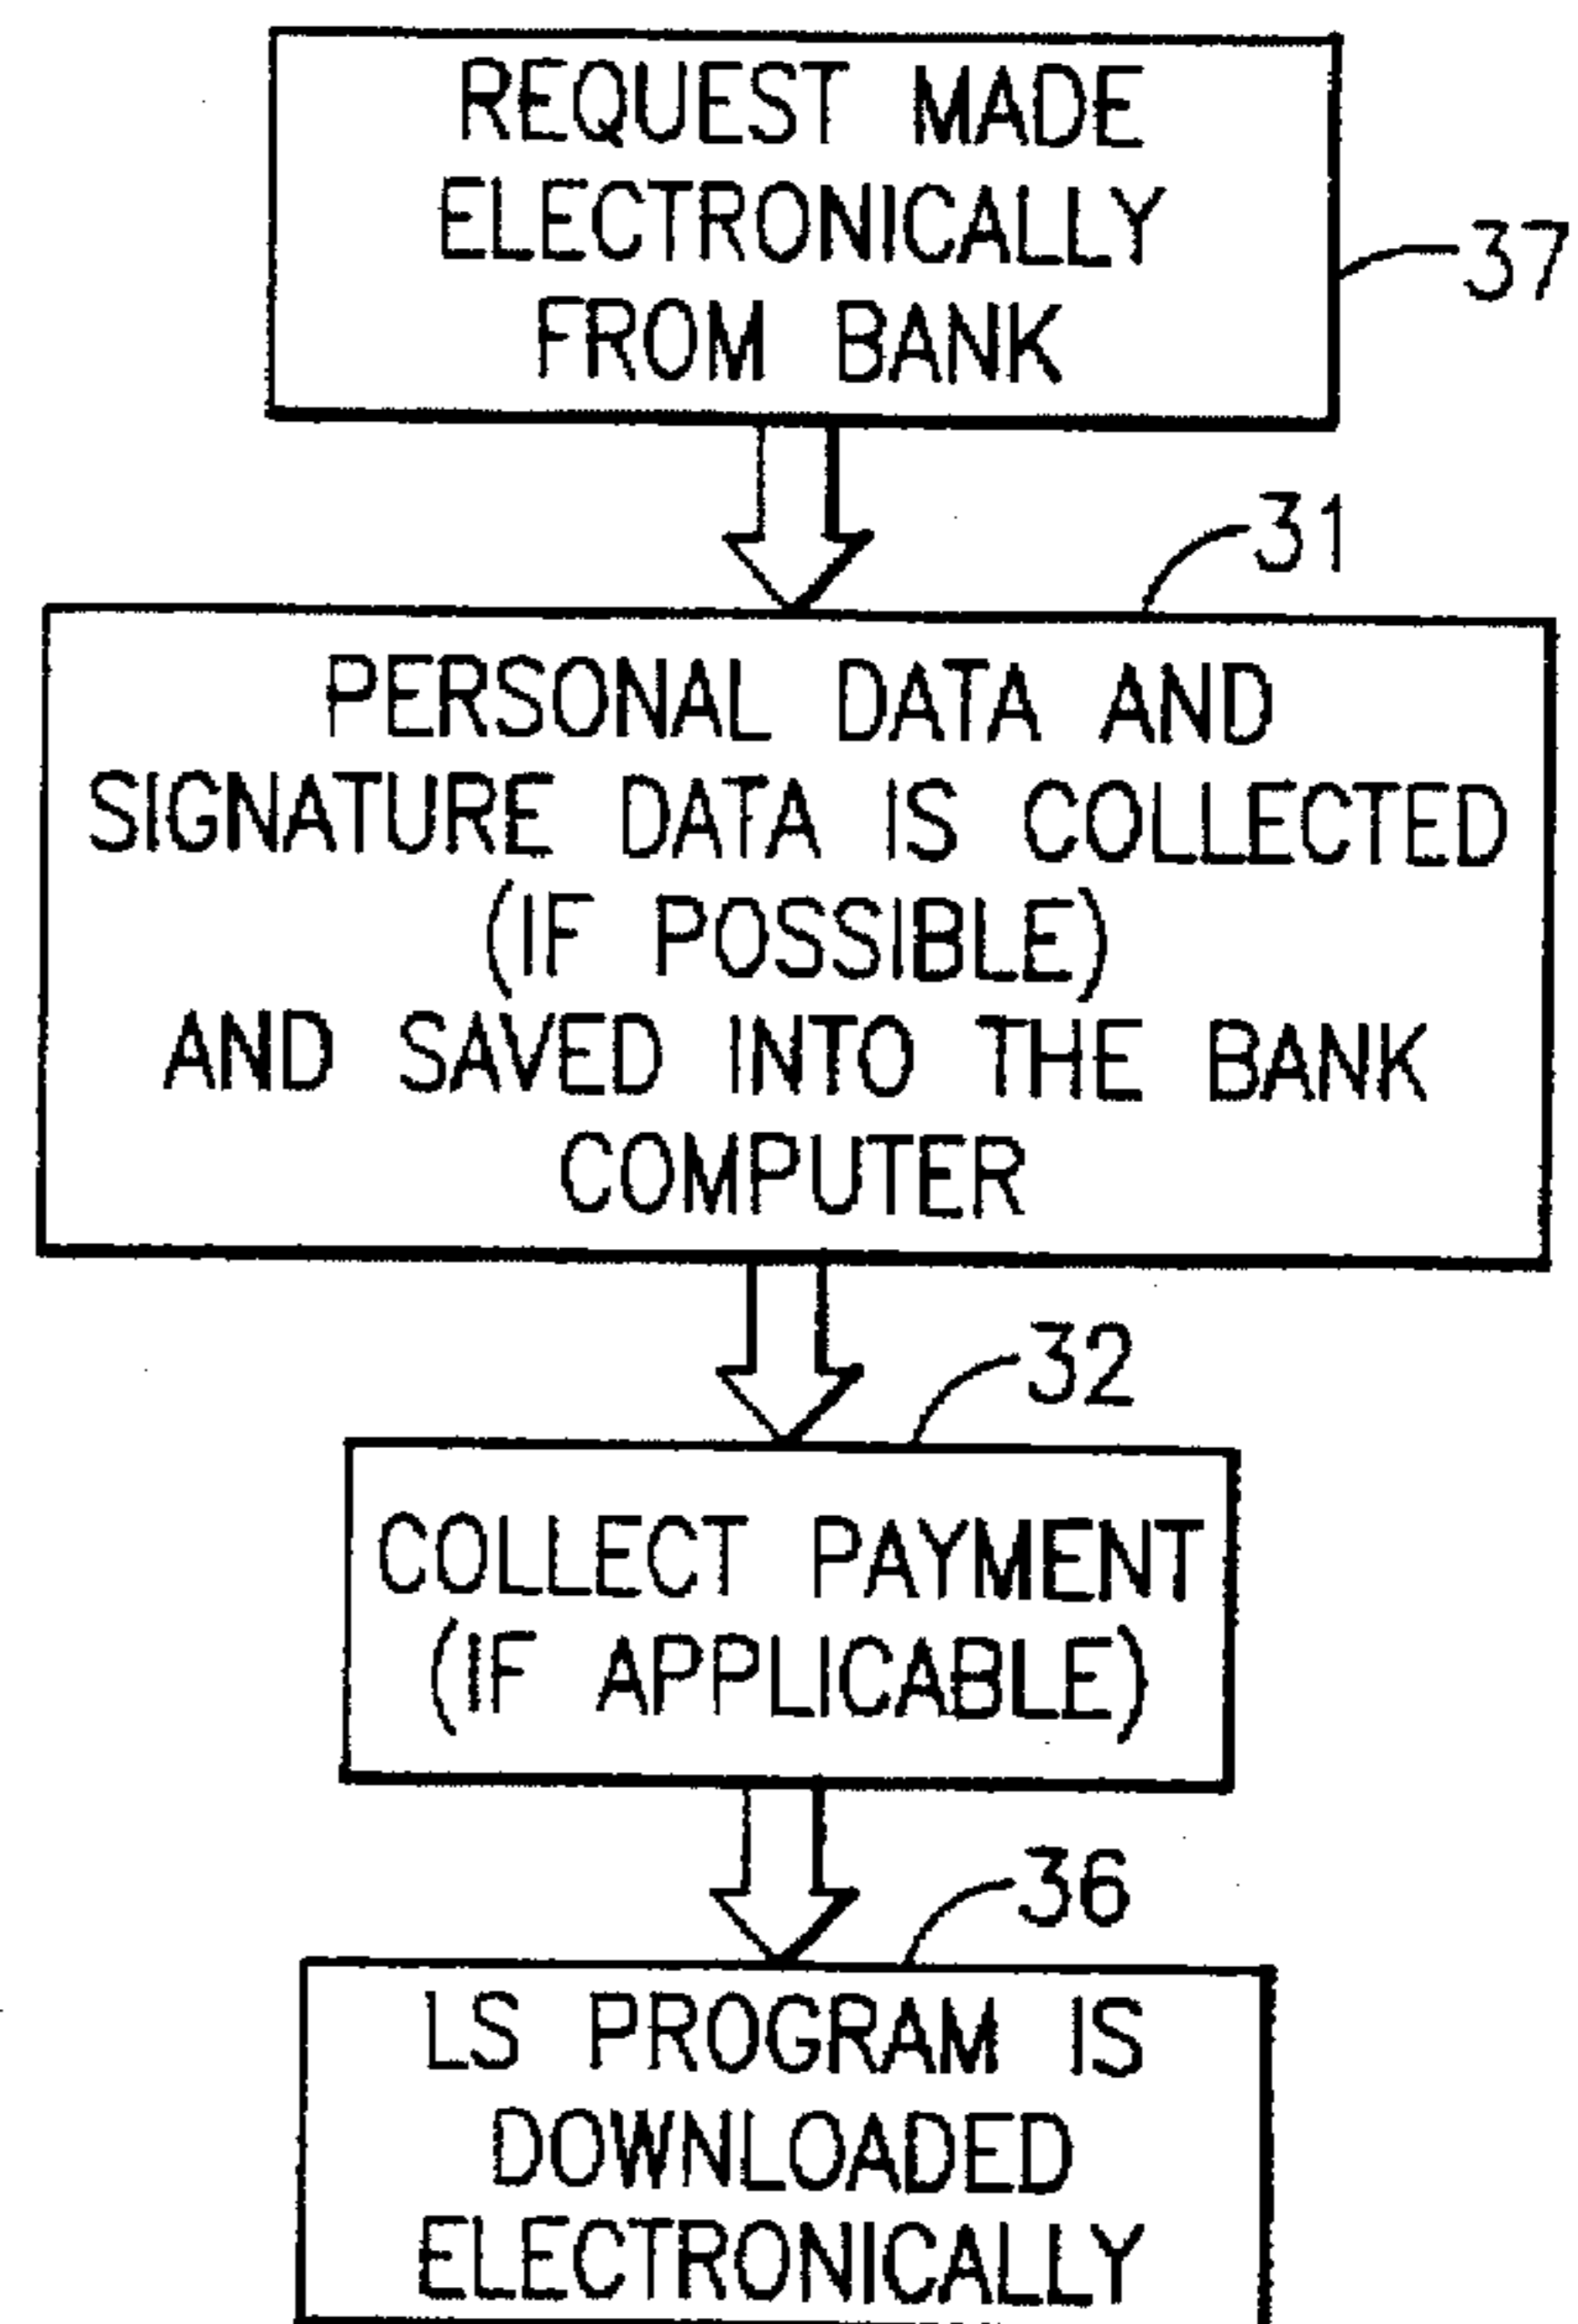 REQUEST MADE
ELECTRONICALLY
FROM BANK
37
31
PERSONAL DATA AND
SIGNATURE DATA IS COLLECTED
(IF POSSIBLE)
AND SAVED INTO THE BANK
COMPUTER
32
COLLECT PAYMENT
(IF APPLICABLE)
36
LS PROGRAM IS
DOWNLOADED
ELECTRONICALLY